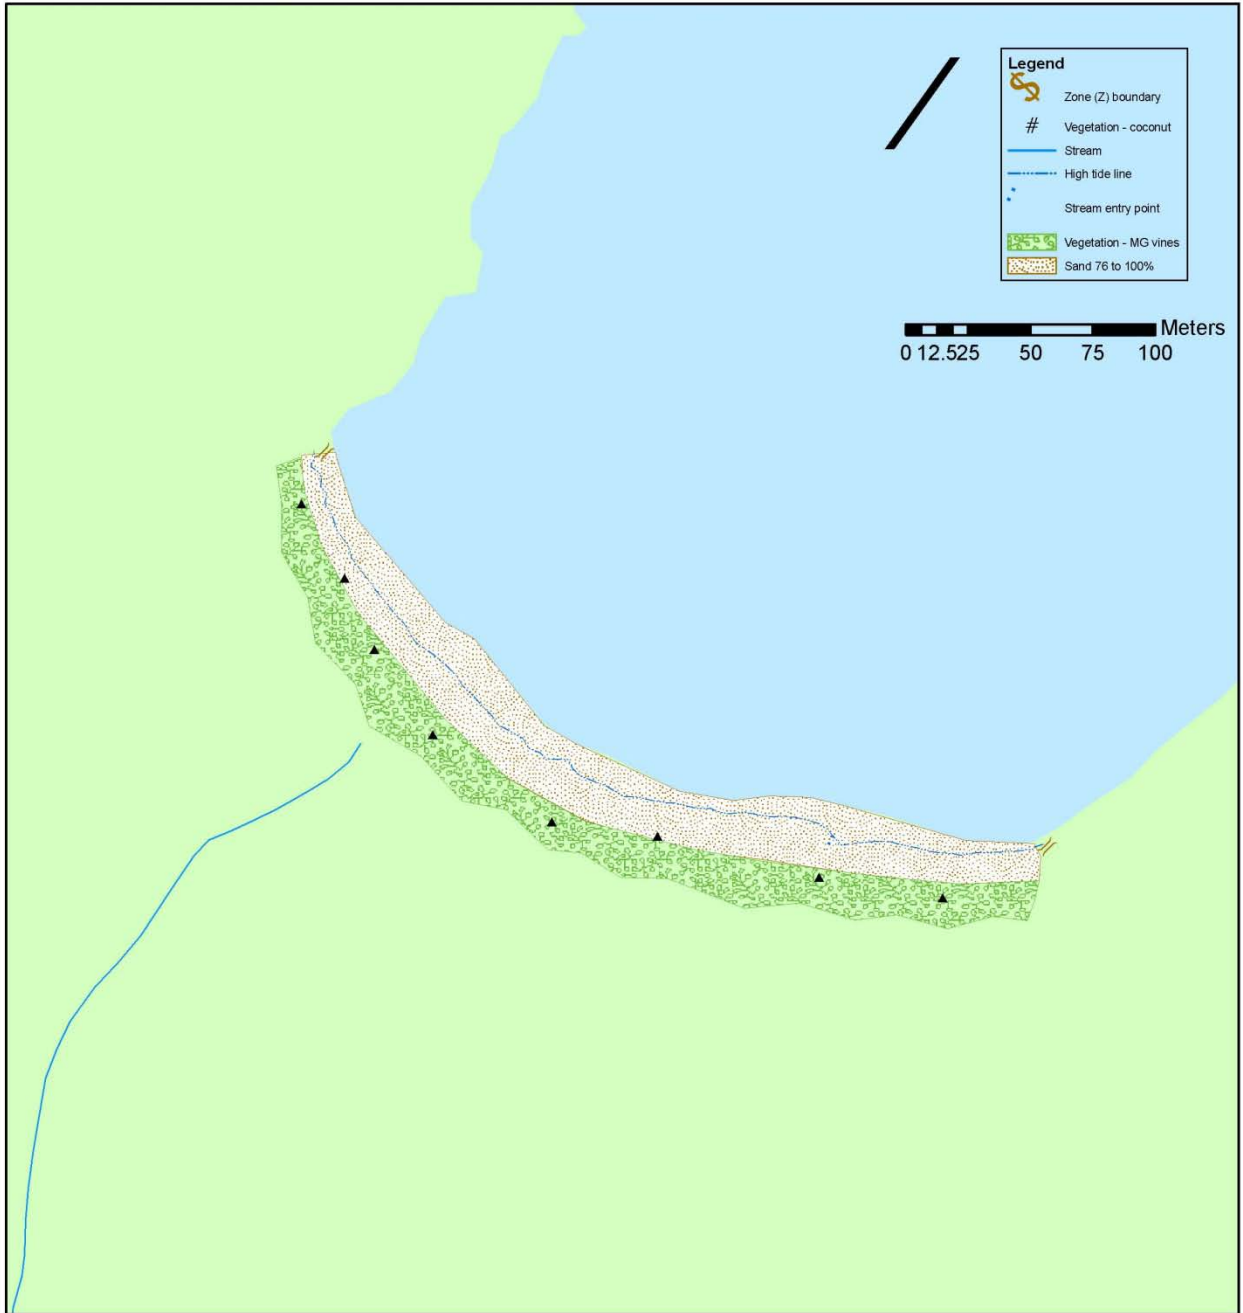 Legend
Zone (Z) boundary
# Vegetation - coconut
Stream
High tide line
Stream entry point
Vegetation - MG vines
Sand 76 to 100%
Meters
0 12.525 50 75 100